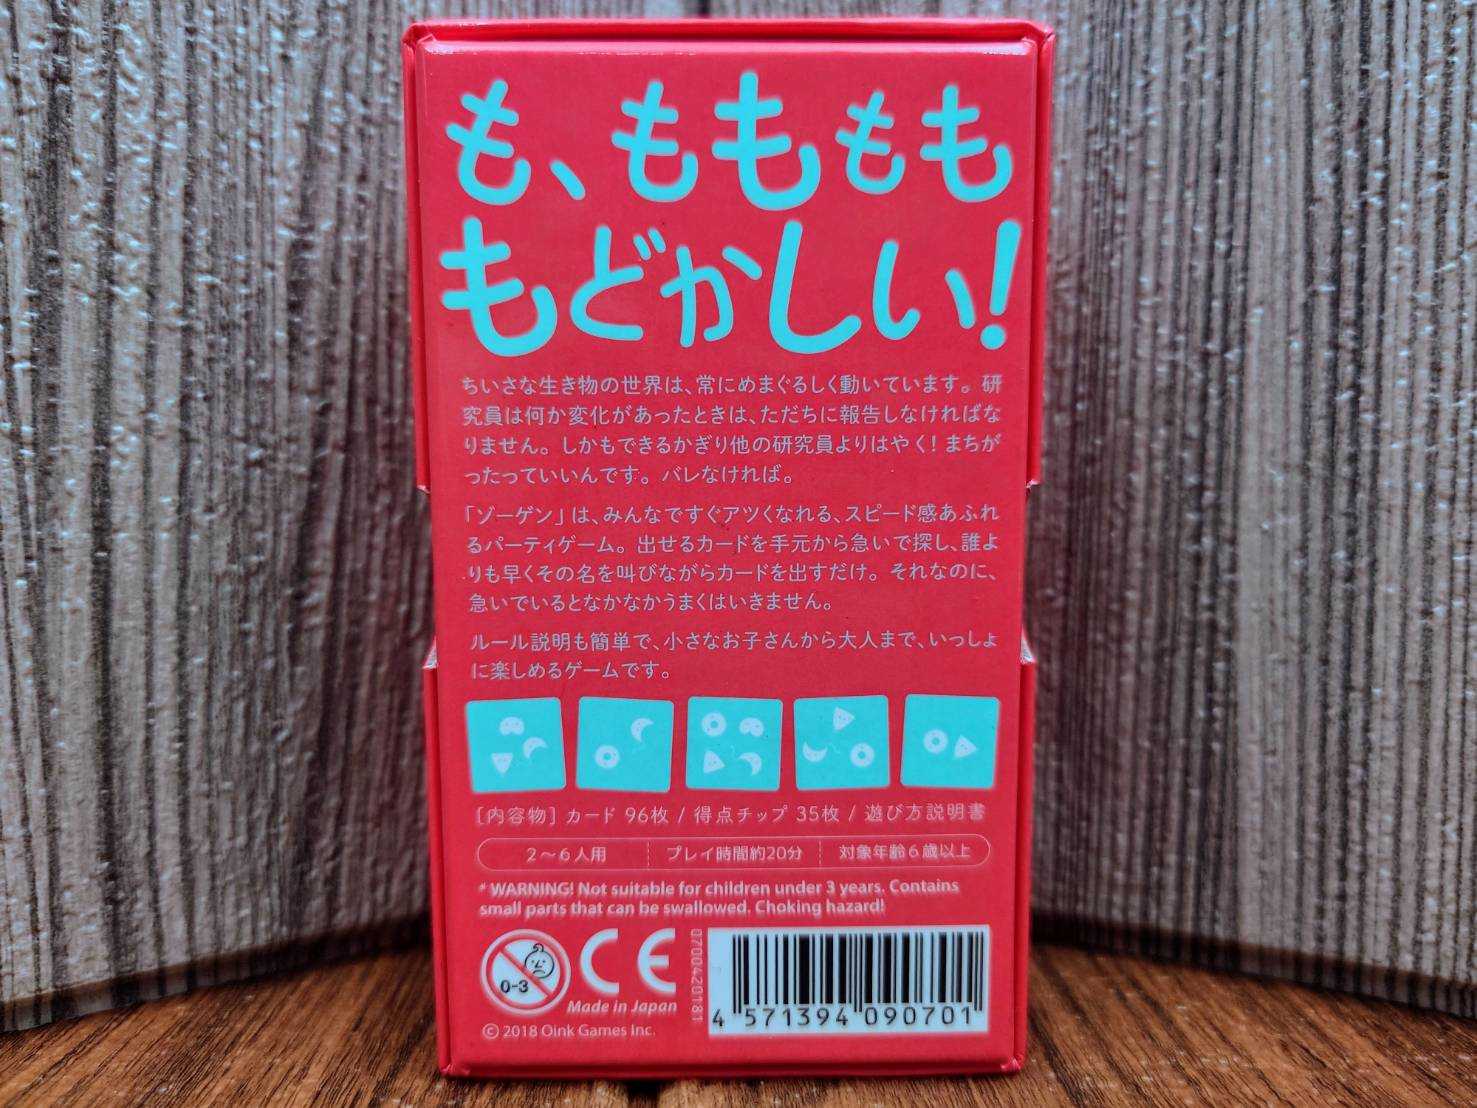 も、もももも
もどかしい!
ちいさな生き物の世界は、常にめまぐるしく動いています。研
究員は何か変化があったときは、ただちに報告しなければな
りません。しかもできるかぎり他の研究員よりはやく! まちが
ったっていいんです。バレなければ。
「ゾーゲン」は、みんなですぐアツくなれる、スピード感あふれ
るパーティゲーム。出せるカードを手元から急いで探し、誰よ
りも早くその名を叫びながらカードを出すだけ。それなのに、
急いでいるとなかなかうまくはいきません。
ルール説明も簡単で、小さなお子さんから大人まで、いっしょ
に楽しめるゲームです。
[内容物] カード 96枚 / 得点チップ 35枚 / 遊び方説明書
2〜6人用 プレイ時間約20分 対象年齢6歳以上
* WARNING! Not suitable for children under 3 years. Contains
small parts that can be swallowed. Choking hazard!
0-3
CE
Made in Japan
© 2018 Oink Games Inc.
0700420181
4 571394 090701